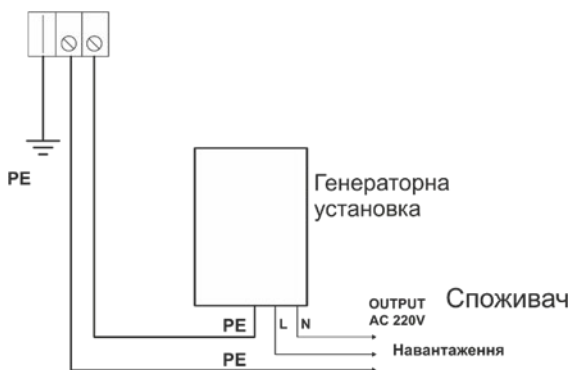 PE
Генераторна
установка
OUTPUT
AC 220V
Споживач
PE
L
N
Навантаження
PE